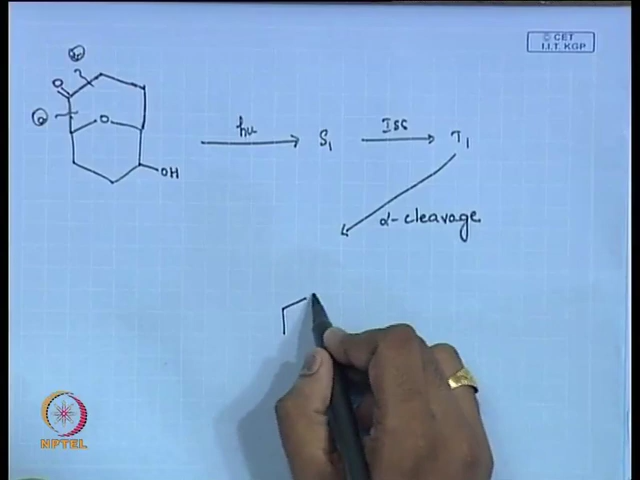 © CET
I.I.T. KGP
b
O
a
O
OH
hν
S1
ISC
T1
α-cleavage
NPTEL